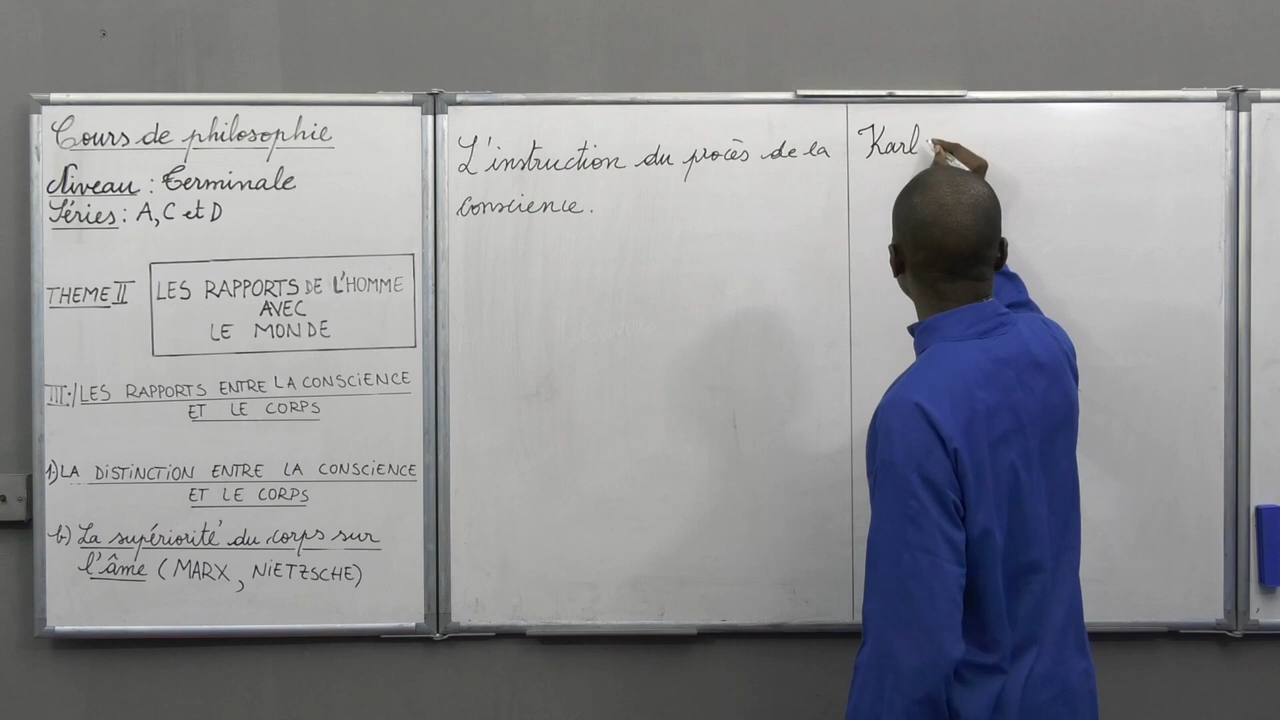 Cours de philosophie
Niveau : Terminale
Séries : A, C et D
THEME II
LES RAPPORTS DE L'HOMME
AVEC
LE MONDE
III-/ LES RAPPORTS ENTRE LA CONSCIENCE
ET LE CORPS
1) LA DISTINCTION ENTRE LA CONSCIENCE
ET LE CORPS
b) La supériorité du corps sur
l'âme (MARX, NIETZSCHE)
L'instruction du procès de la
conscience.
Karl